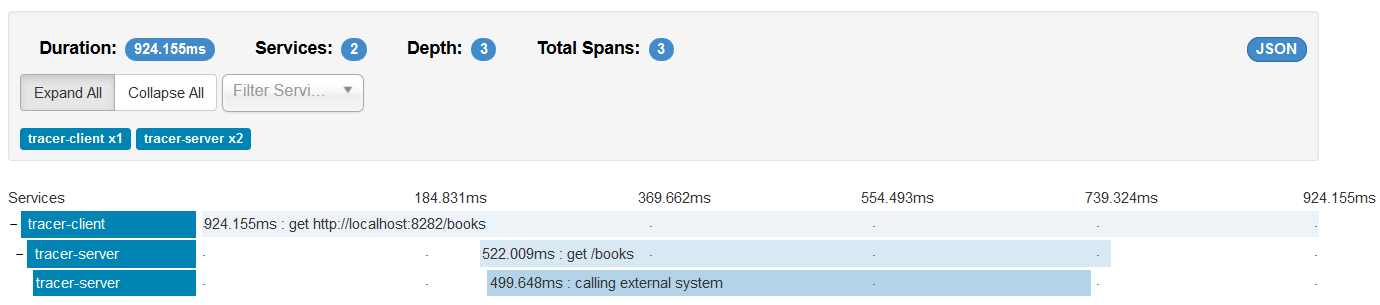 Duration: 924.155ms Services: 2 Depth: 3 Total Spans: 3 JSON
Expand All Collapse All Filter Servi...
tracer-client x1 tracer-server x2
Services 184.831ms 369.662ms 554.493ms 739.324ms 924.155ms
− tracer-client 924.155ms : get http://localhost:8282/books
− tracer-server 522.009ms : get /books
tracer-server 499.648ms : calling external system